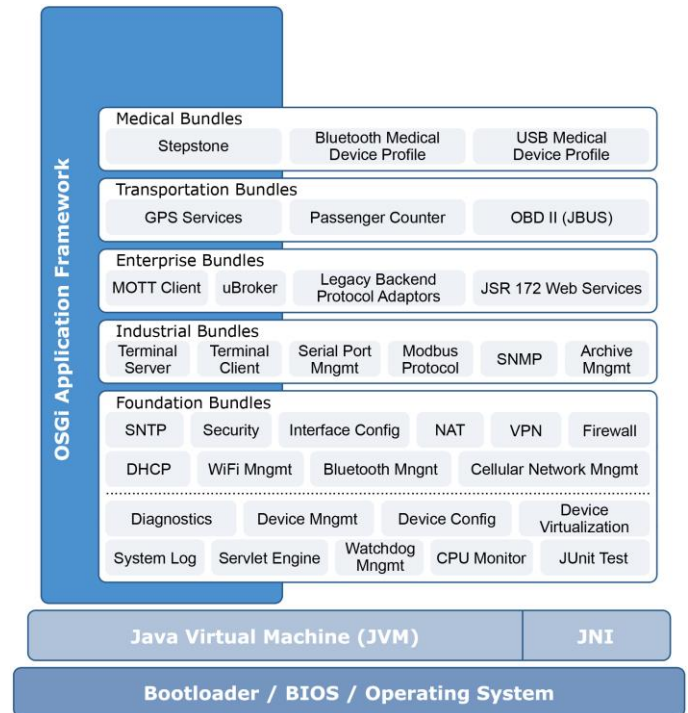 OSGi Application Framework
Medical Bundles
Stepstone
Bluetooth Medical
Device Profile
USB Medical
Device Profile
Transportation Bundles
GPS Services
Passenger Counter
OBD II (JBUS)
Enterprise Bundles
MOTT Client
uBroker
Legacy Backend
Protocol Adaptors
JSR 172 Web Services
Industrial Bundles
Terminal
Server
Terminal
Client
Serial Port
Mngmt
Modbus
Protocol
SNMP
Archive
Mngmt
Foundation Bundles
SNTP
Security
Interface Config
NAT
VPN
Firewall
DHCP
WiFi Mngmt
Bluetooth Mngnt
Cellular Network Mngmt
Diagnostics
Device Mngmt
Device Config
Device
Virtualization
System Log
Servlet Engine
Watchdog
Mngmt
CPU Monitor
JUnit Test
Java Virtual Machine (JVM)
JNI
Bootloader / BIOS / Operating System